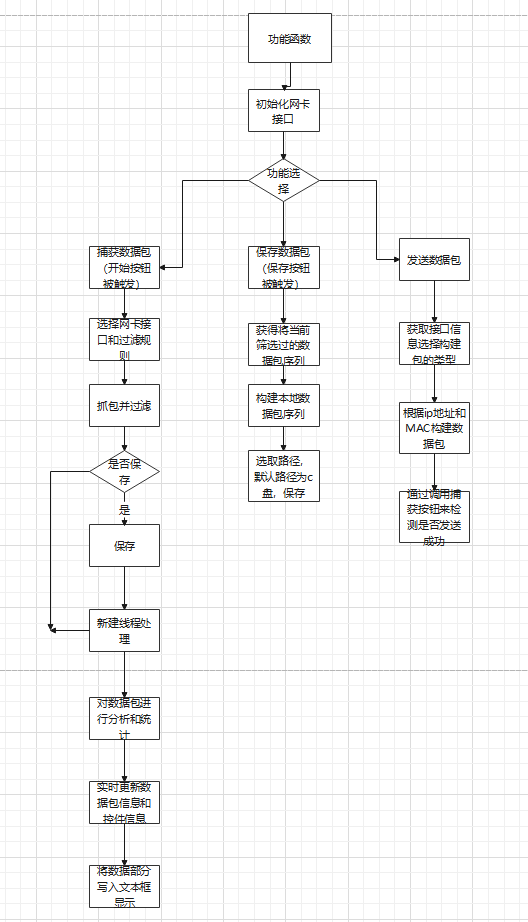 功能函数
初始化网卡
接口
功能选
择
捕获数据包
（开始按钮
被触发）
选择网卡接
口和过滤规
则
抓包并过滤
是否保
存
是
保存
新建线程处
理
对数据包进
行分析和统
计
实时更新数
据包信息和
控件信息
将数据部分
写入文本框
显示
保存数据包
（保存按钮
被触发）
获得将当前
筛选过的数
据包序列
构建本地数
据包序列
选取路径，
默认路径为c
盘，保存
发送数据包
获取接口信
息选择构建
包的类型
根据ip地址和
MAC构建数
据包
通过调用捕
获按钮来检
测是否发送
成功